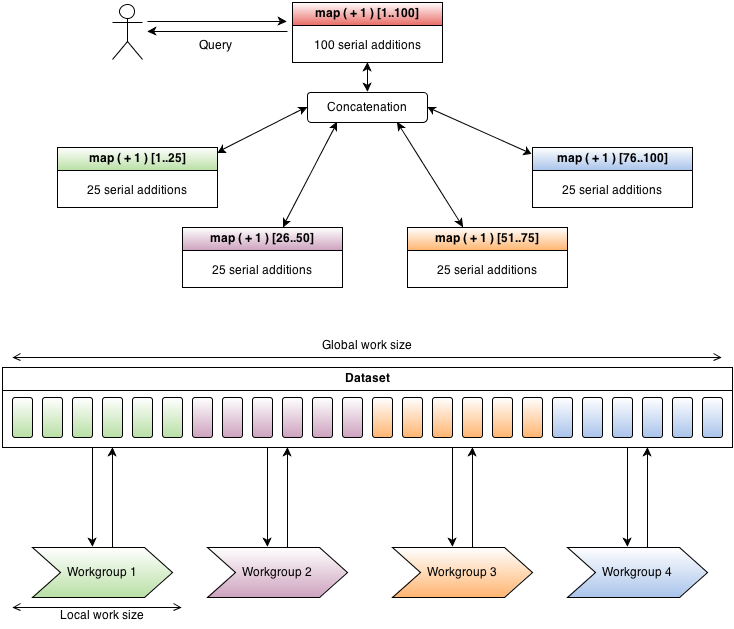 map ( + 1 ) [1..100]
Query
100 serial additions
Concatenation
map ( + 1 ) [1..25]
25 serial additions
map ( + 1 ) [76..100]
25 serial additions
map ( + 1 ) [26..50]
25 serial additions
map ( + 1 ) [51..75]
25 serial additions
Global work size
Dataset
Workgroup 1
Workgroup 2
Workgroup 3
Workgroup 4
Local work size